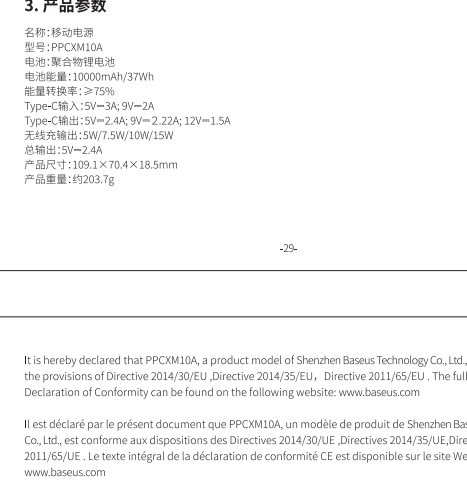 3. 产品参数
名称：移动电源
型号：PPCXM10A
电池：聚合物锂电池
电池能量：10000mAh/37Wh
能量转换率：≥75%
Type-C输入：5V⎓3A; 9V⎓2A
Type-C输出：5V⎓2.4A; 9V⎓2.22A; 12V⎓1.5A
无线充输出：5W/7.5W/10W/15W
总输出：5V⎓2.4A
产品尺寸：109.1×70.4×18.5mm
产品重量：约203.7g
-29-
It is hereby declared that PPCXM10A, a product model of Shenzhen Baseus Technology Co., Ltd.,
the provisions of Directive 2014/30/EU ,Directive 2014/35/EU，Directive 2011/65/EU . The full
Declaration of Conformity can be found on the following website: www.baseus.com
Il est déclaré par le présent document que PPCXM10A, un modèle de produit de Shenzhen Bas
Co., Ltd., est conforme aux dispositions des Directives 2014/30/UE ,Directives 2014/35/UE,Dire
2011/65/UE . Le texte intégral de la déclaration de conformité CE est disponible sur le site We
www.baseus.com